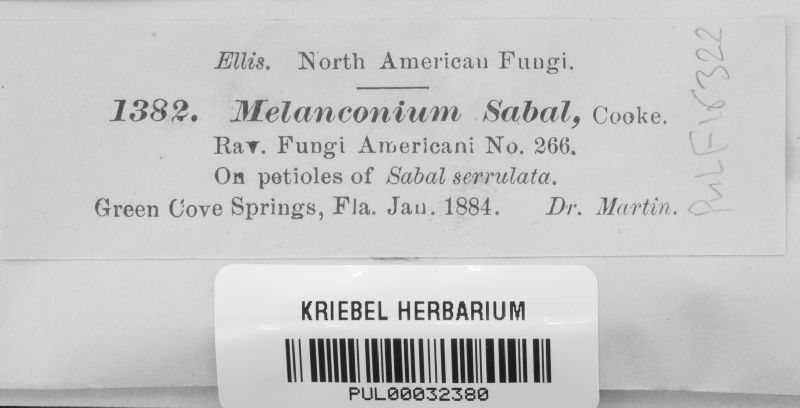 Ellis. North American Fungi.
1382. Melanconium Sabal, Cooke.
Rav. Fungi Americani No. 266.
On petioles of Sabal serrulata.
Green Cove Springs, Fla. Jan. 1884. Dr. Martin.
PULF18322
KRIEBEL HERBARIUM
PUL00032380